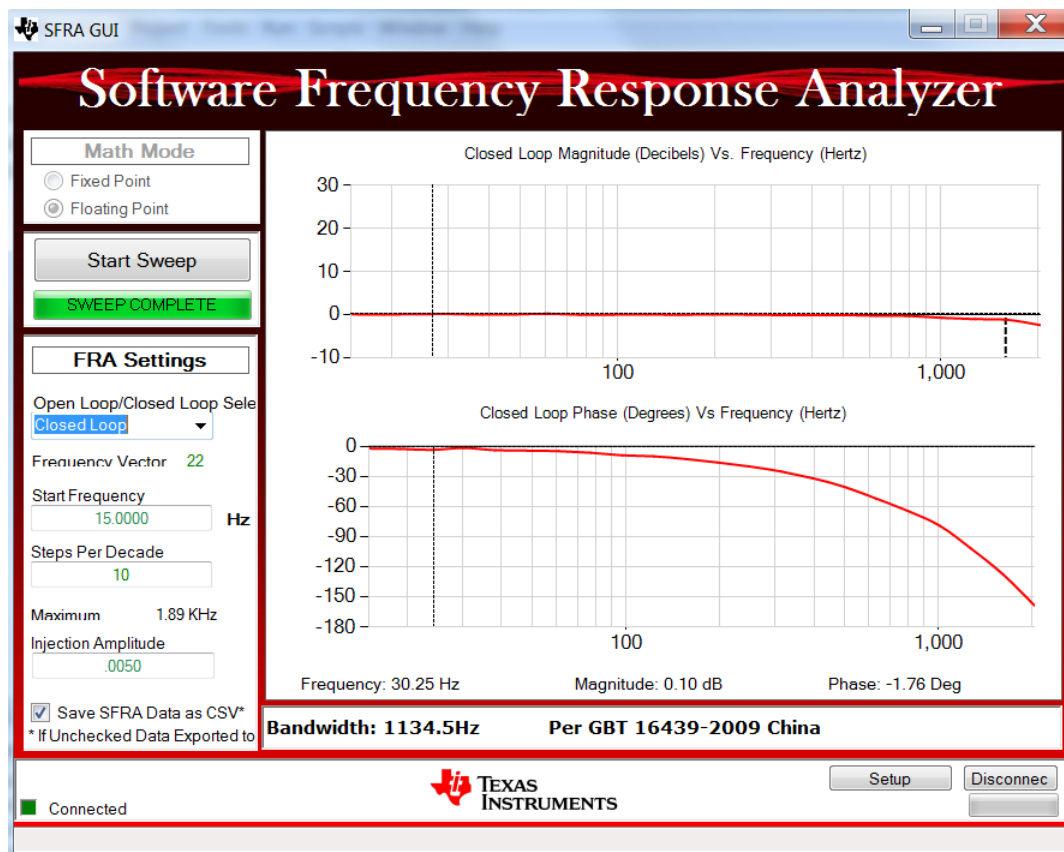 SFRA GUI
Software Frequency Response Analyzer
Math Mode
Fixed Point
Floating Point
Start Sweep
SWEEP COMPLETE
FRA Settings
Open Loop/Closed Loop Sele
Closed Loop
Frequency Vector 22
Start Frequency
15.0000 Hz
Steps Per Decade
10
Maximum 1.89 KHz
Injection Amplitude
.0050
Save SFRA Data as CSV*
* If Unchecked Data Exported to
Closed Loop Magnitude (Decibels) Vs. Frequency (Hertz)
30
20
10
0
-10
100 1,000
Closed Loop Phase (Degrees) Vs Frequency (Hertz)
0
-30
-60
-90
-120
-150
-180
100 1,000
Frequency: 30.25 Hz Magnitude: 0.10 dB Phase: -1.76 Deg
Bandwidth: 1134.5Hz Per GBT 16439-2009 China
Connected
TEXAS
INSTRUMENTS
Setup
Disconnec